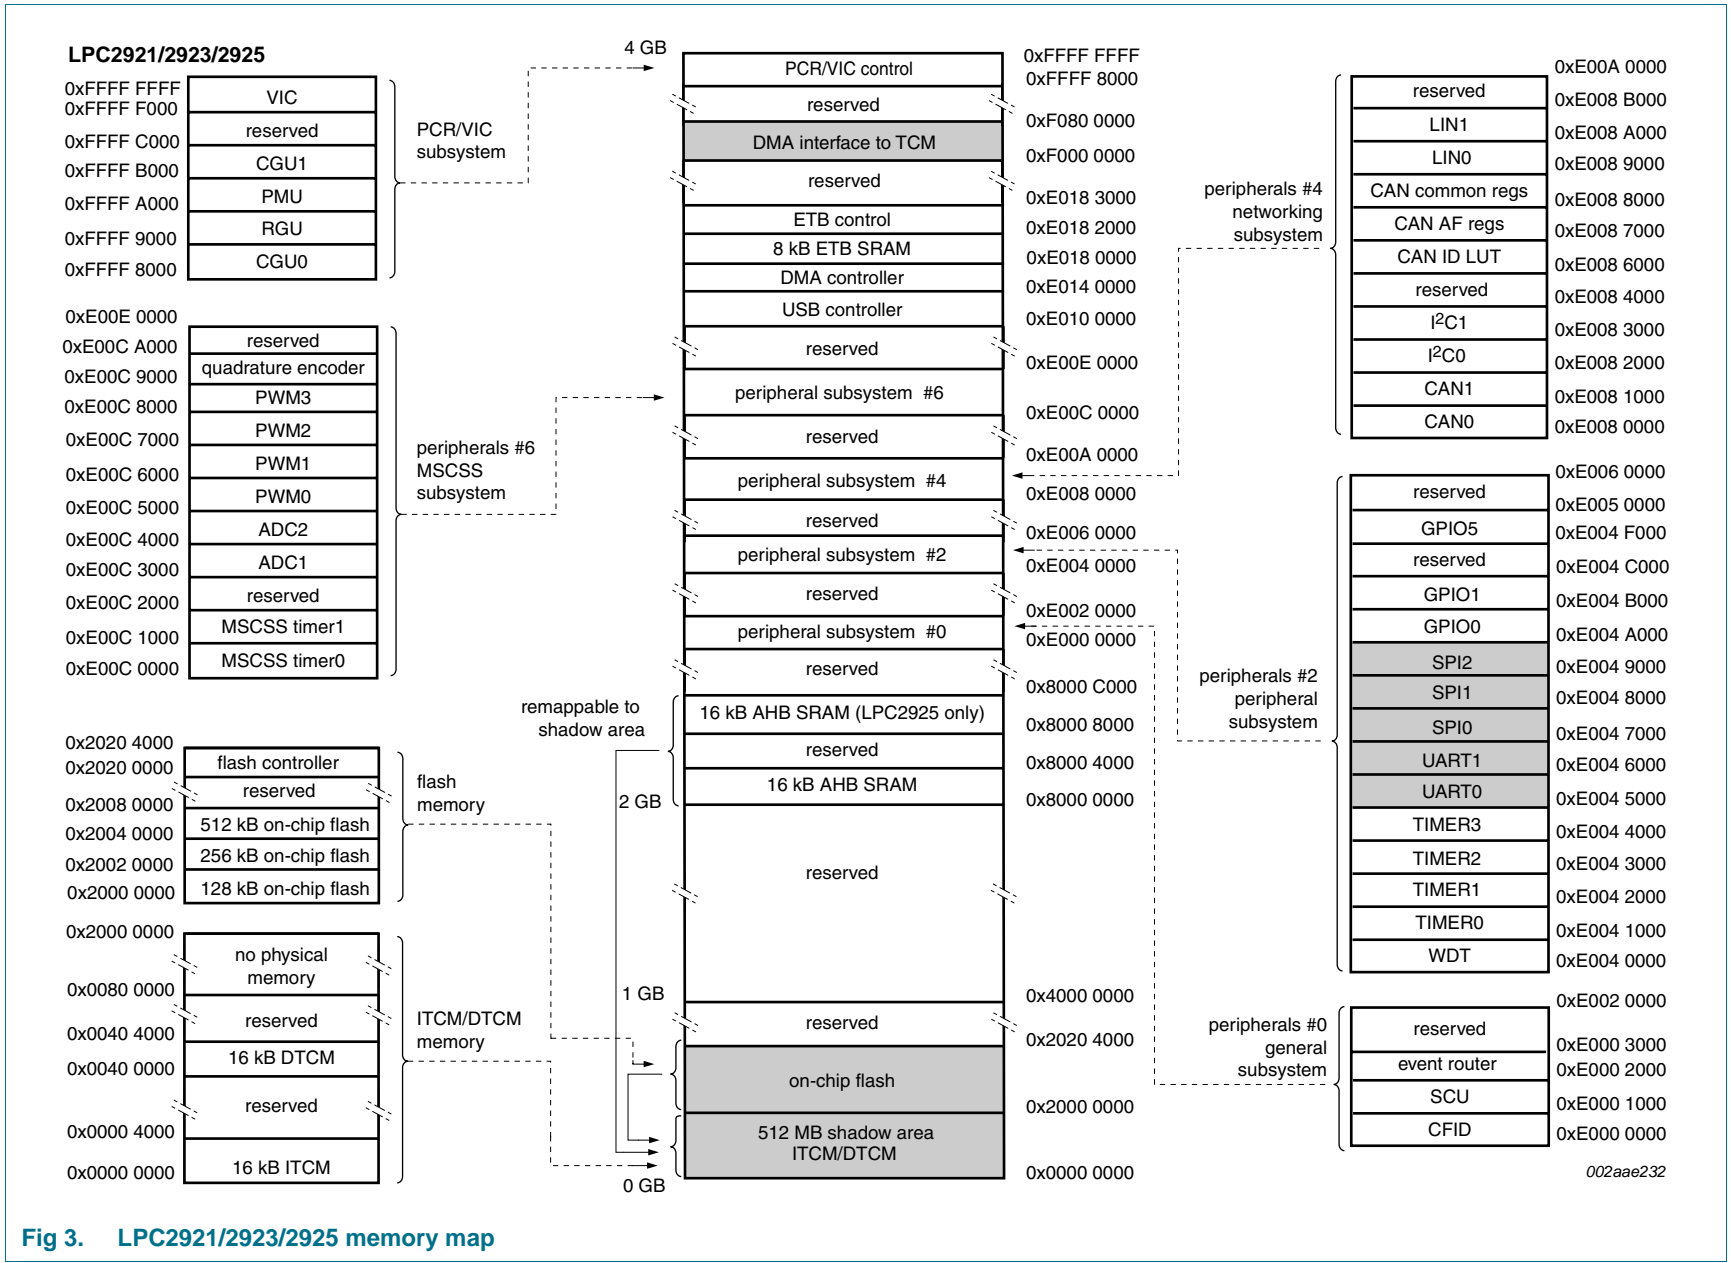 LPC2921/2923/2925
0xFFFF FFFF
VIC
0xFFFF F000
reserved
0xFFFF C000
CGU1
0xFFFF B000
PMU
0xFFFF A000
RGU
0xFFFF 9000
CGU0
0xFFFF 8000
PCR/VIC
subsystem
0xE00E 0000
reserved
0xE00C A000
quadrature encoder
0xE00C 9000
PWM3
0xE00C 8000
PWM2
0xE00C 7000
PWM1
0xE00C 6000
PWM0
0xE00C 5000
ADC2
0xE00C 4000
ADC1
0xE00C 3000
reserved
0xE00C 2000
MSCSS timer1
0xE00C 1000
MSCSS timer0
0xE00C 0000
peripherals #6
MSCSS
subsystem
0x2020 4000
flash controller
0x2020 0000
reserved
0x2008 0000
512 kB on-chip flash
0x2004 0000
256 kB on-chip flash
0x2002 0000
128 kB on-chip flash
0x2000 0000
flash
memory
0x2000 0000
no physical
memory
0x0080 0000
reserved
0x0040 4000
16 kB DTCM
0x0040 0000
reserved
0x0000 4000
16 kB ITCM
0x0000 0000
ITCM/DTCM
memory
4 GB
0xFFFF FFFF
PCR/VIC control
0xFFFF 8000
reserved
0xF080 0000
DMA interface to TCM
0xF000 0000
reserved
0xE018 3000
ETB control
0xE018 2000
8 kB ETB SRAM
0xE018 0000
DMA controller
0xE014 0000
USB controller
0xE010 0000
reserved
0xE00E 0000
peripheral subsystem #6
0xE00C 0000
reserved
0xE00A 0000
peripheral subsystem #4
0xE008 0000
reserved
0xE006 0000
peripheral subsystem #2
0xE004 0000
reserved
0xE002 0000
peripheral subsystem #0
0xE000 0000
reserved
0x8000 C000
remappable to
shadow area
16 kB AHB SRAM (LPC2925 only)
0x8000 8000
reserved
0x8000 4000
16 kB AHB SRAM
2 GB
0x8000 0000
reserved
1 GB
0x4000 0000
reserved
0x2020 4000
on-chip flash
0x2000 0000
512 MB shadow area
ITCM/DTCM
0x0000 0000
0 GB
0xE00A 0000
reserved
0xE008 B000
LIN1
0xE008 A000
LIN0
0xE008 9000
CAN common regs
0xE008 8000
CAN AF regs
0xE008 7000
CAN ID LUT
0xE008 6000
reserved
0xE008 4000
I²C1
0xE008 3000
I²C0
0xE008 2000
CAN1
0xE008 1000
CAN0
0xE008 0000
peripherals #4
networking
subsystem
0xE006 0000
reserved
0xE005 0000
GPIO5
0xE004 F000
reserved
0xE004 C000
GPIO1
0xE004 B000
GPIO0
0xE004 A000
SPI2
0xE004 9000
SPI1
0xE004 8000
SPI0
0xE004 7000
UART1
0xE004 6000
UART0
0xE004 5000
TIMER3
0xE004 4000
TIMER2
0xE004 3000
TIMER1
0xE004 2000
TIMER0
0xE004 1000
WDT
0xE004 0000
peripherals #2
peripheral
subsystem
0xE002 0000
reserved
0xE000 3000
event router
0xE000 2000
SCU
0xE000 1000
CFID
0xE000 0000
peripherals #0
general
subsystem
002aae232
Fig 3. LPC2921/2923/2925 memory map